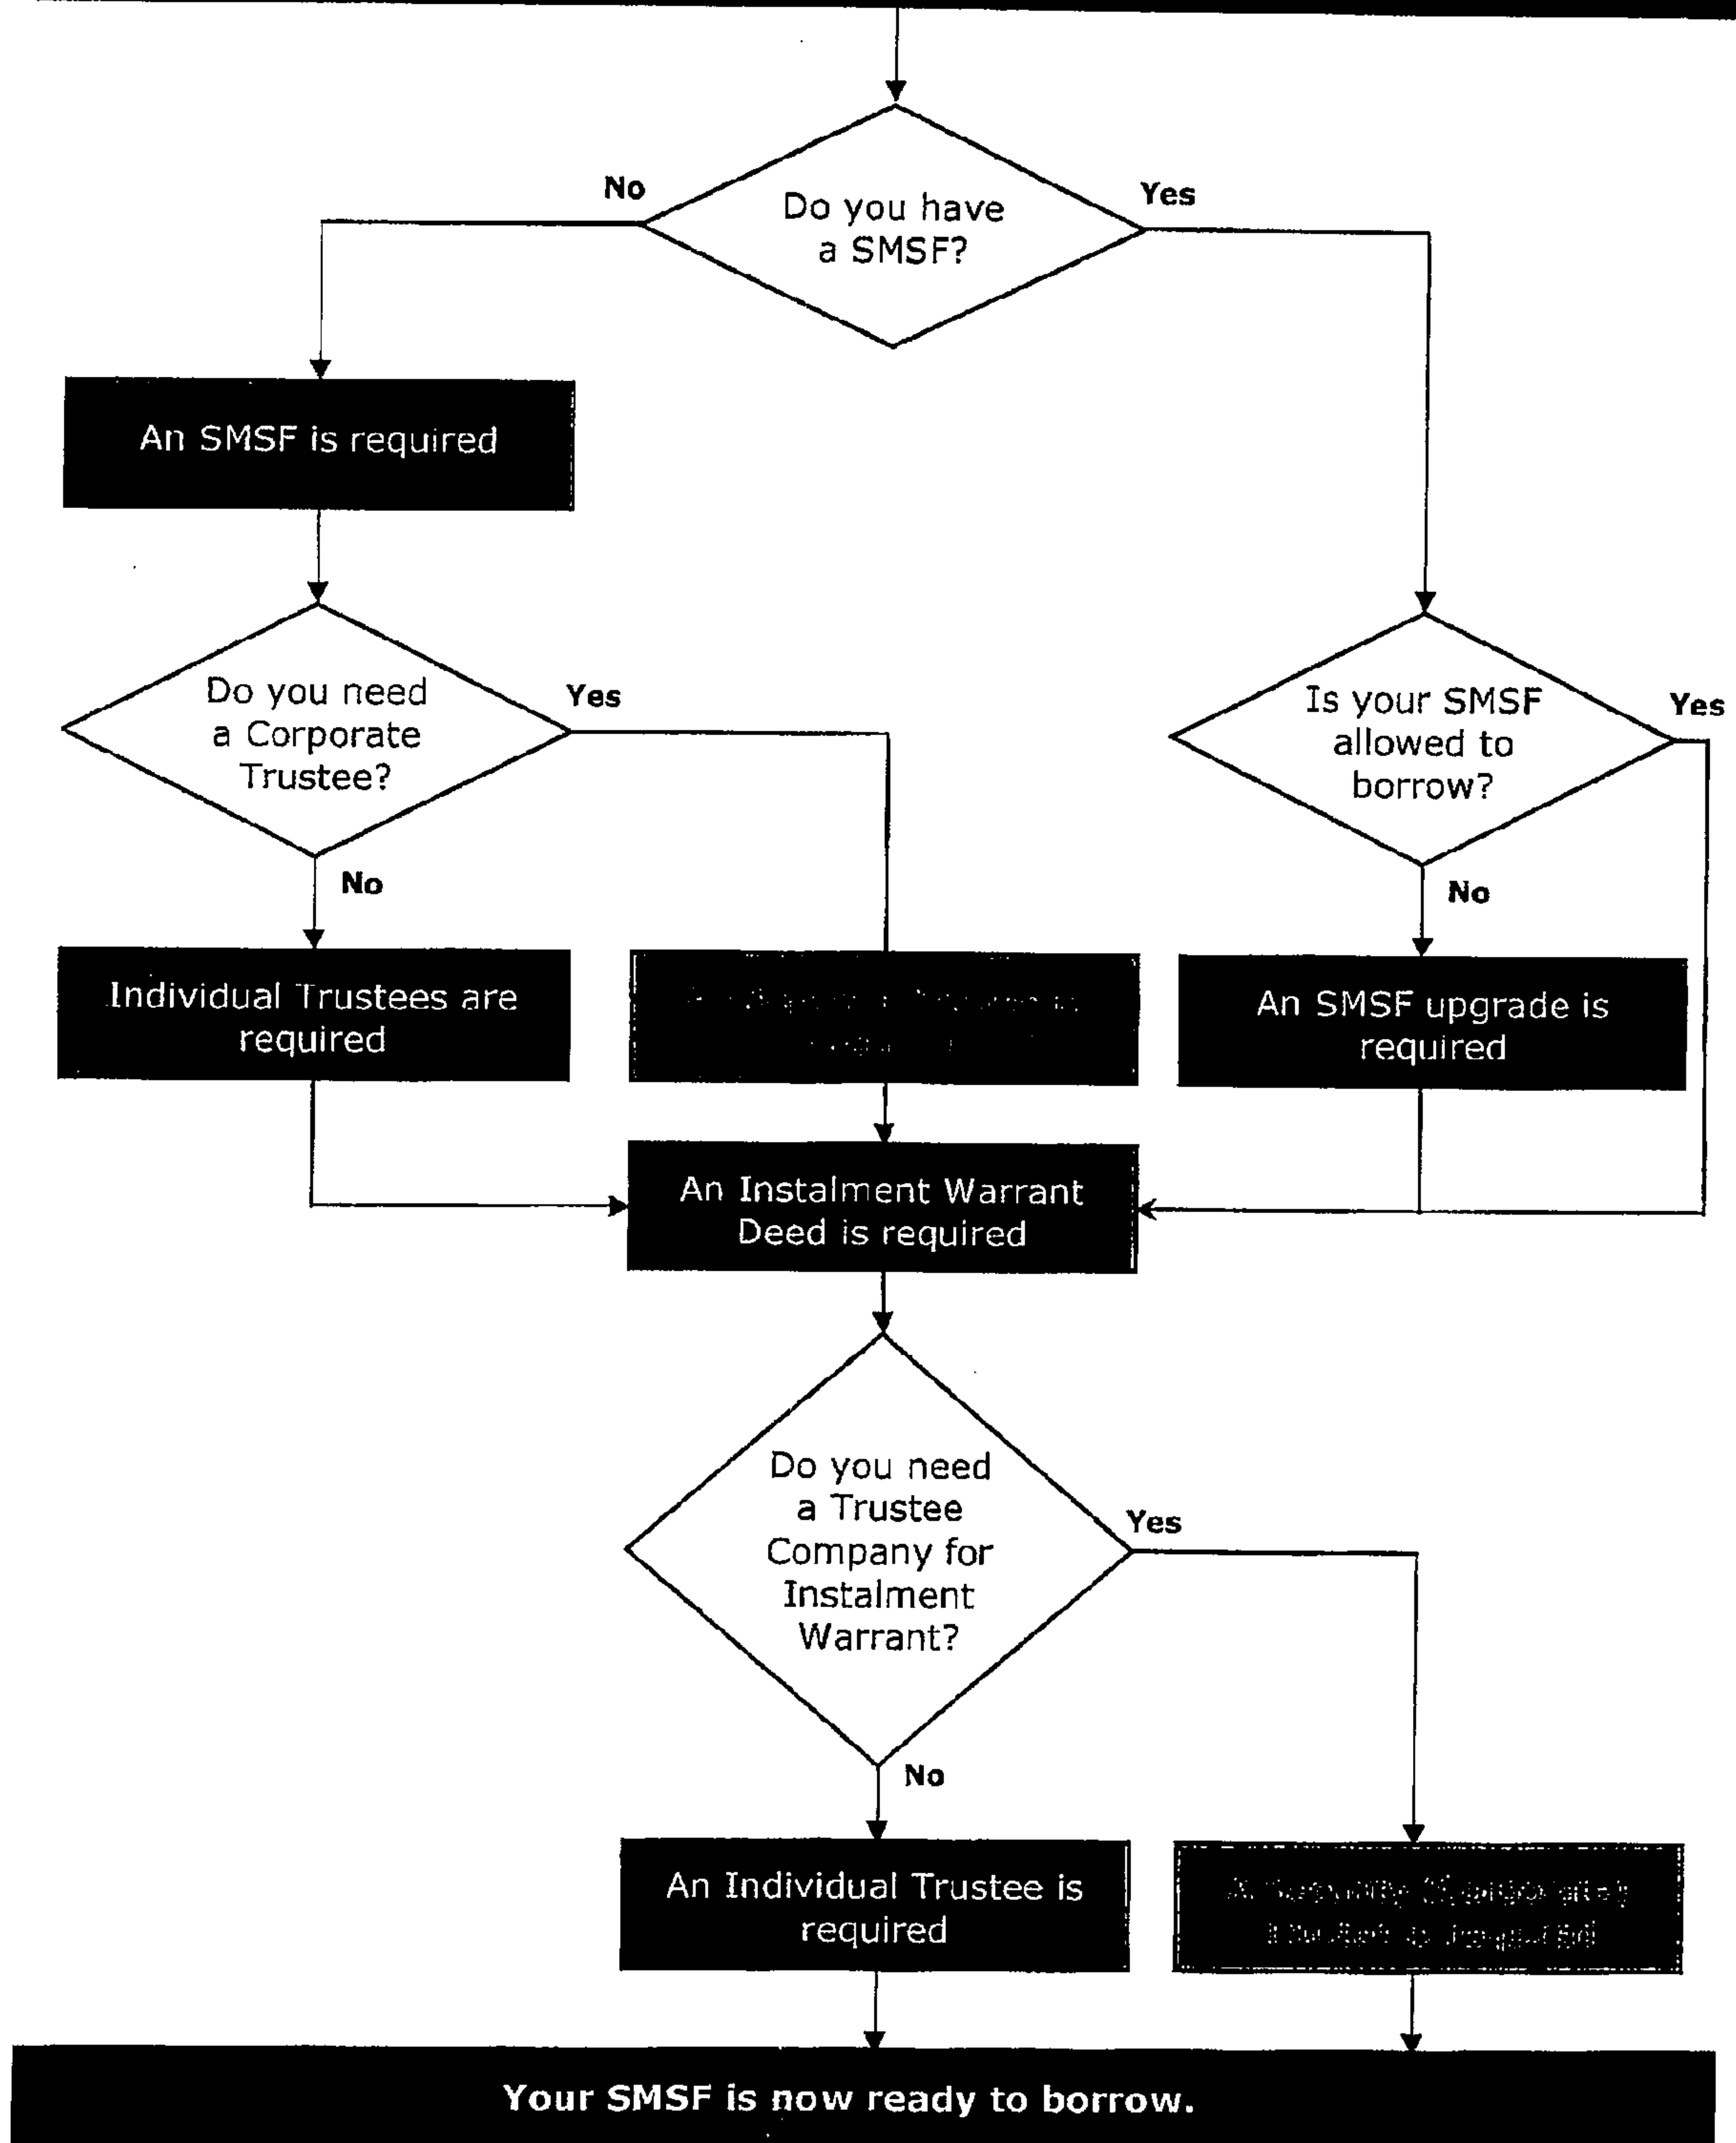 Do you have
a SMSF?
No
Yes
An SMSF is required
Do you need
a Corporate
Trustee?
Yes
No
Is your SMSF
allowed to
borrow?
Yes
No
Individual Trustees are
required
An SMSF upgrade is
required
An Instalment Warrant
Deed is required
Do you need
a Trustee
Company for
Instalment
Warrant?
Yes
No
An Individual Trustee is
required
A Security
Your SMSF is now ready to borrow.